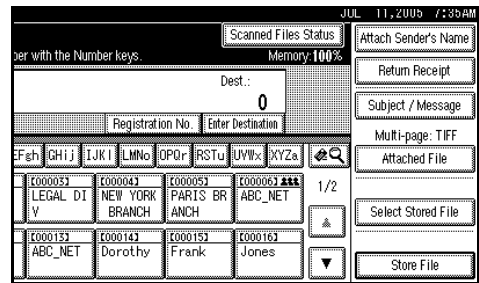 JUL 11,2005 7:35AM
Scanned Files Status
Attach Sender's Name
ber with the Number keys.
Memory:100%
Return Receipt
Dest.:
0
Subject / Message
Registration No.
Enter Destination
Multi-page: TIFF
EFgh GHij IJKl LMNo OPQr RSTu UVWx XYZa
Attached File
[00003] LEGAL DI V
[00004] NEW YORK BRANCH
[00005] PARIS BR ANCH
[00006] ABC_NET
1/2
Select Stored File
[00013] ABC_NET
[00014] Dorothy
[00015] Frank
[00016] Jones
Store File